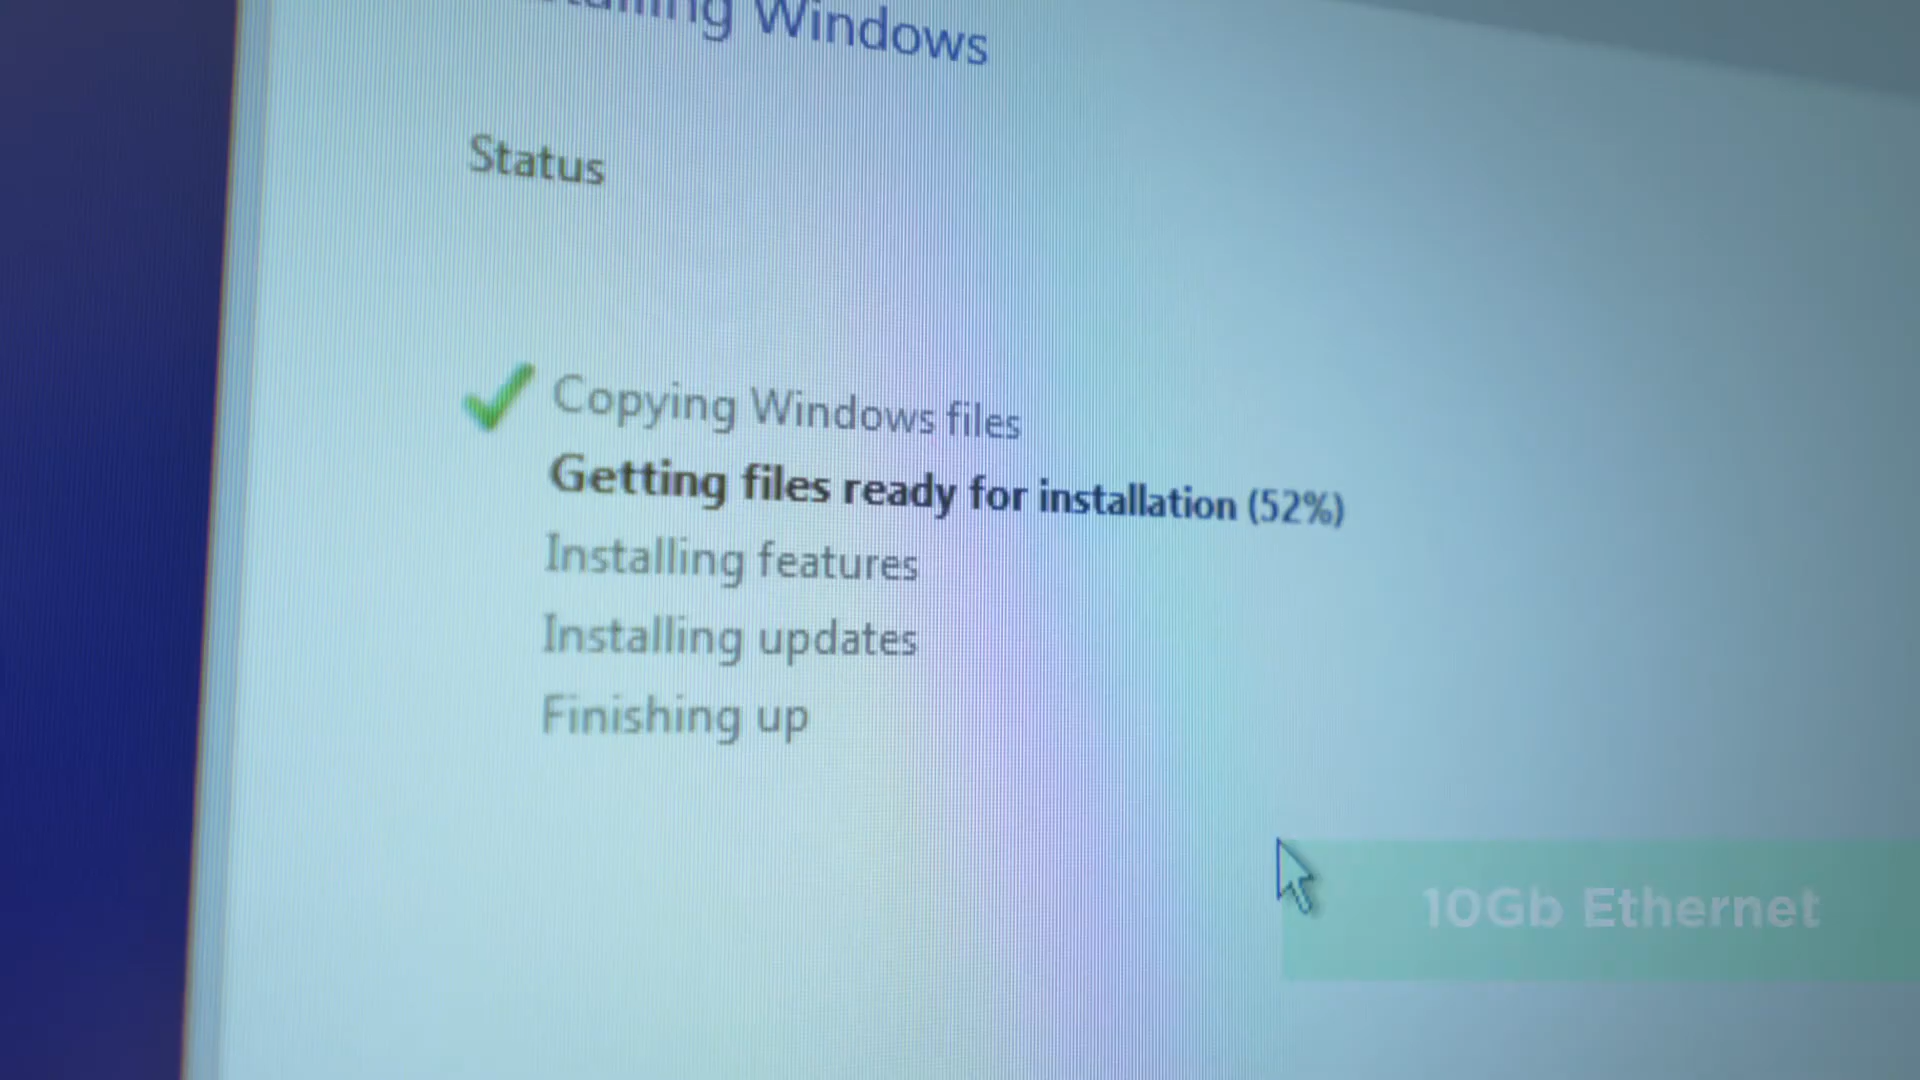 Installing Windows
Status
Copying Windows files
Getting files ready for installation (52%)
Installing features
Installing updates
Finishing up
10Gb Ethernet